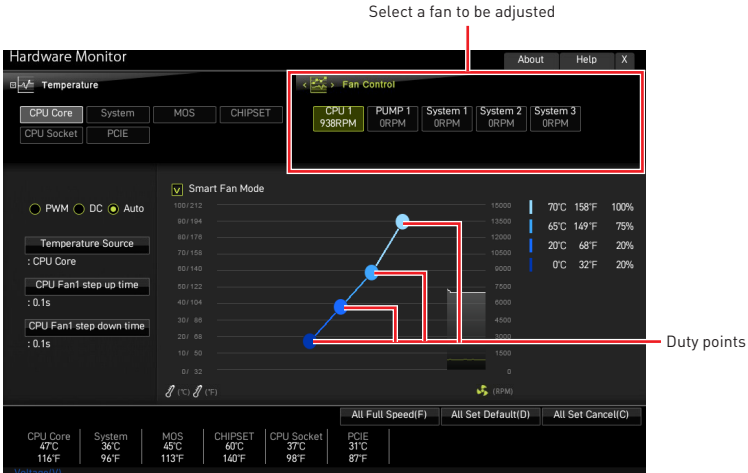 Select a fan to be adjusted
Hardware Monitor
About Help X
Temperature
Fan Control
CPU Core System MOS CHIPSET
CPU Socket PCIE
CPU 1 PUMP 1 System 1 System 2 System 3
938RPM 0RPM 0RPM 0RPM 0RPM
Smart Fan Mode
PWM DC Auto
Temperature Source
: CPU Core
CPU Fan1 step up time
: 0.1s
CPU Fan1 step down time
: 0.1s
100/212 15000
90/194 13500
80/176 12000
70/158 10500
60/140 9000
50/122 7500
40/104 6000
30/ 86 4500
20/ 68 3000
10/ 50 1500
0/ 32 0
(°C) (°F) (RPM)
70°C 158°F 100%
65°C 149°F 75%
20°C 68°F 20%
0°C 32°F 20%
Duty points
All Full Speed(F) All Set Default(D) All Set Cancel(C)
CPU Core System MOS CHIPSET CPU Socket PCIE
47°C 36°C 45°C 60°C 37°C 31°C
116°F 96°F 113°F 140°F 98°F 87°F
Voltage(V)